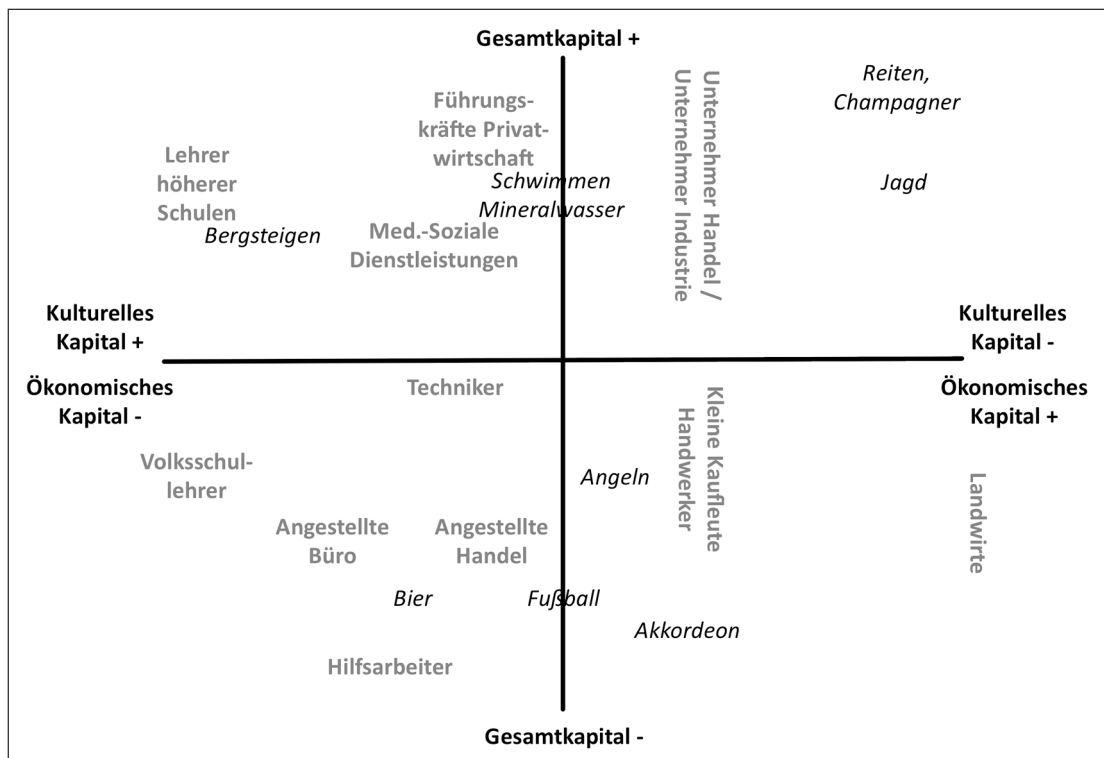 Gesamtkapital +
Reiten,
Champagner
Führungs-
kräfte Privat-
wirtschaft
Unternehmer Handel /
Unternehmer Industrie
Lehrer
höherer
Schulen
Schwimmen
Mineralwasser
Jagd
Bergsteigen
Med.-Soziale
Dienstleistungen
Kulturelles
Kapital +
Kulturelles
Kapital -
Ökonomisches
Kapital -
Techniker
Ökonomisches
Kapital +
Kleine Kaufleute
Handwerker
Volksschul-
lehrer
Angeln
Landwirte
Angestellte
Büro
Angestellte
Handel
Bier
Fußball
Akkordeon
Hilfsarbeiter
Gesamtkapital -